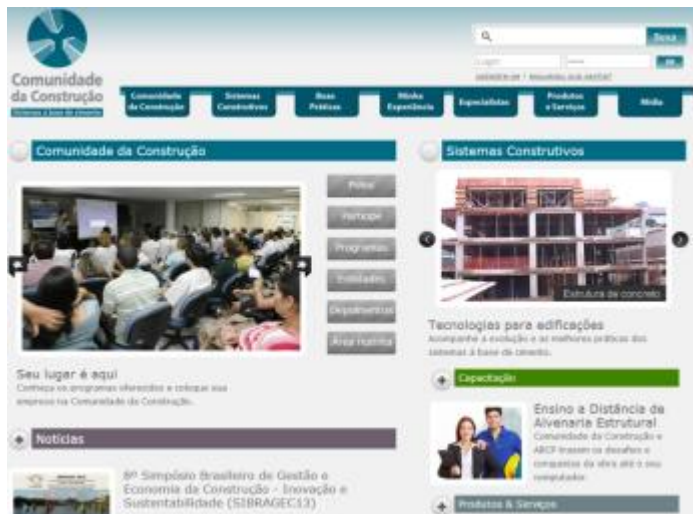 Busca
Login
Comunidade
da Construção
Sistemas à base de cimento
Comunidade
da Construção
Sistemas
Construtivos
Boas
Práticas
Minha
Experiência
Especialistas
Produtos
e Serviços
Mídia
Comunidade da Construção
Polos
Participe
Programas
Entidades
Depoimentos
Área restrita
Seu lugar é aqui
Conheça os programas oferecidos e coloque sua
empresa na Comunidade da Construção.
Notícias
8º Simpósio Brasileiro de Gestão e
Economia da Construção - Inovação e
Sustentabilidade (SIBRAGEC13)
Sistemas Construtivos
Estrutura de concreto
Tecnologias para edificações
Acompanhe a evolução e as melhores práticas dos
sistemas à base de cimento.
Capacitação
Ensino a Distância de
Alvenaria Estrutural
Comunidade da Construção e
ABCP trazem os desafios e
conquistas da obra até o seu
computador.
Produtos & Serviços